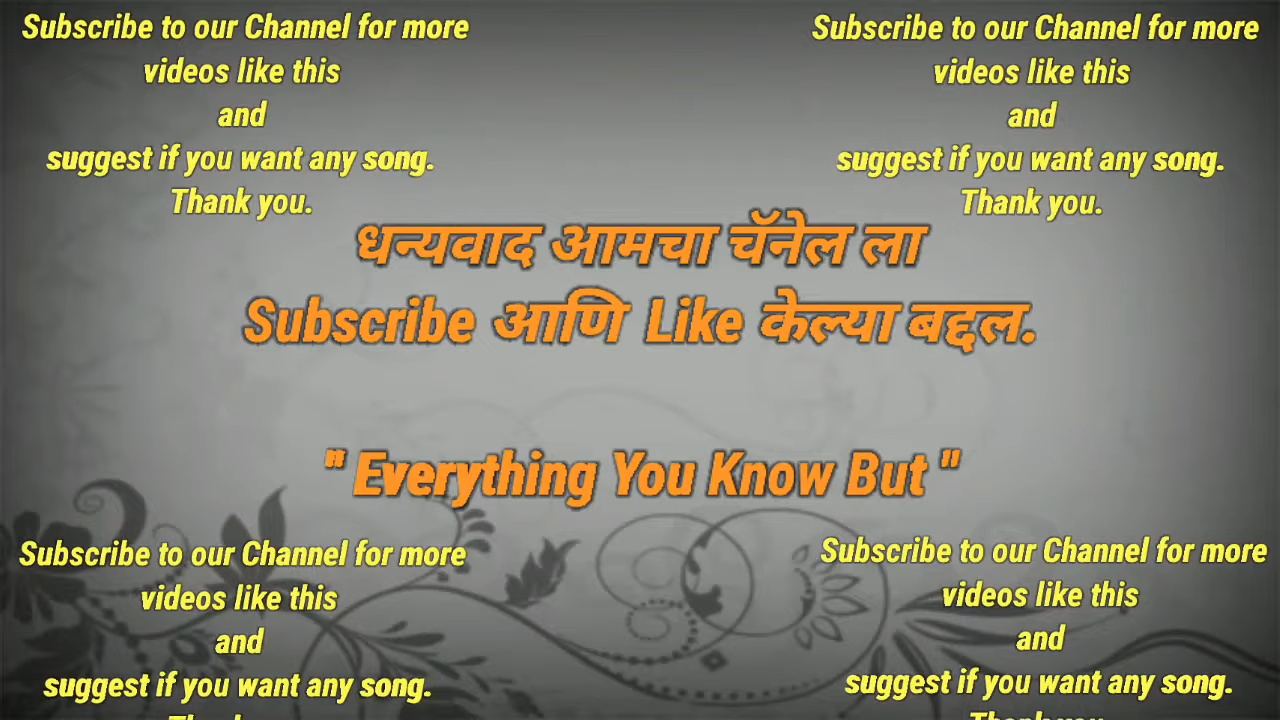 Subscribe to our Channel for more
videos like this
and
suggest if you want any song.
Thank you.
Subscribe to our Channel for more
videos like this
and
suggest if you want any song.
Thank you.
धन्यवाद आमचा चॅनेल ला
Subscribe आणि Like केल्या बद्दल.
" Everything You Know But "
Subscribe to our Channel for more
videos like this
and
suggest if you want any song.
Subscribe to our Channel for more
videos like this
and
suggest if you want any song.
Thank you.